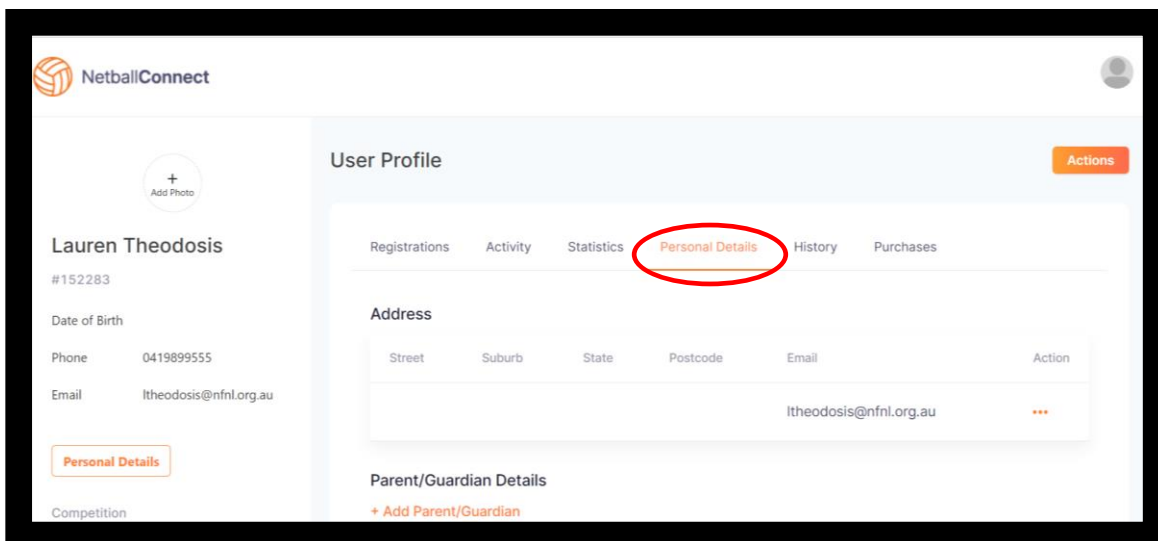 NetballConnect
+
Add Photo
Lauren Theodosis
#152283
Date of Birth
Phone 0419899555
Email ltheodosis@nfnl.org.au
Personal Details
Competition
User Profile
Actions
Registrations Activity Statistics Personal Details History Purchases
Address
Street Suburb State Postcode Email Action
ltheodosis@nfnl.org.au •••
Parent/Guardian Details
+ Add Parent/Guardian